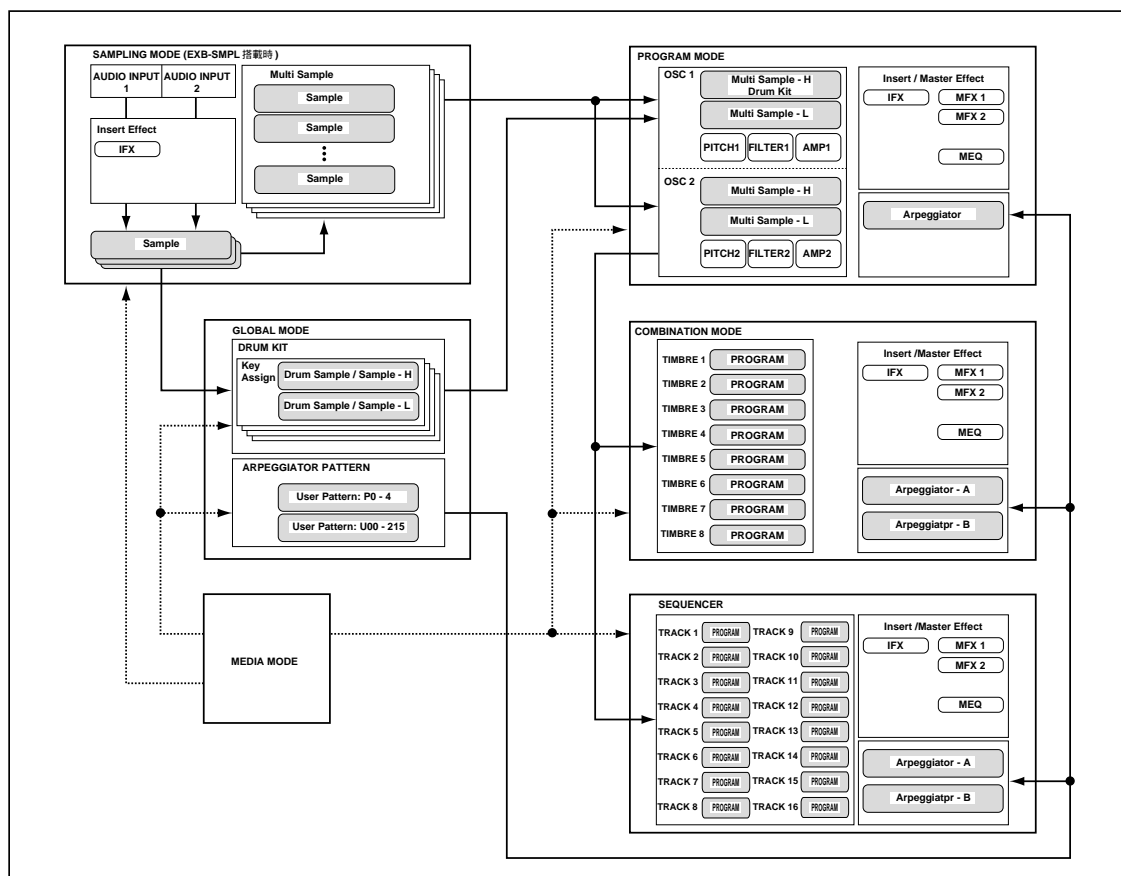 SAMPLING MODE (EXB-SMPL 搭載時)
AUDIO INPUT 1
AUDIO INPUT 2
Insert Effect
IFX
Multi Sample
Sample
Sample
Sample
Sample
GLOBAL MODE
DRUM KIT
Key Assign
Drum Sample / Sample - H
Drum Sample / Sample - L
ARPEGGIATOR PATTERN
User Pattern: P0 - 4
User Pattern: U00 - 215
MEDIA MODE
PROGRAM MODE
OSC 1
Multi Sample - H
Drum Kit
Multi Sample - L
PITCH1 FILTER1 AMP1
OSC 2
Multi Sample - H
Multi Sample - L
PITCH2 FILTER2 AMP2
Insert / Master Effect
IFX MFX 1
MFX 2
MEQ
Arpeggiator
COMBINATION MODE
TIMBRE 1 PROGRAM
TIMBRE 2 PROGRAM
TIMBRE 3 PROGRAM
TIMBRE 4 PROGRAM
TIMBRE 5 PROGRAM
TIMBRE 6 PROGRAM
TIMBRE 7 PROGRAM
TIMBRE 8 PROGRAM
Insert /Master Effect
IFX MFX 1
MFX 2
MEQ
Arpeggiator - A
Arpeggiatpr - B
SEQUENCER
TRACK 1 PROGRAM TRACK 9 PROGRAM
TRACK 2 PROGRAM TRACK 10 PROGRAM
TRACK 3 PROGRAM TRACK 11 PROGRAM
TRACK 4 PROGRAM TRACK 12 PROGRAM
TRACK 5 PROGRAM TRACK 13 PROGRAM
TRACK 6 PROGRAM TRACK 14 PROGRAM
TRACK 7 PROGRAM TRACK 15 PROGRAM
TRACK 8 PROGRAM TRACK 16 PROGRAM
Insert /Master Effect
IFX MFX 1
MFX 2
MEQ
Arpeggiator - A
Arpeggiatpr - B